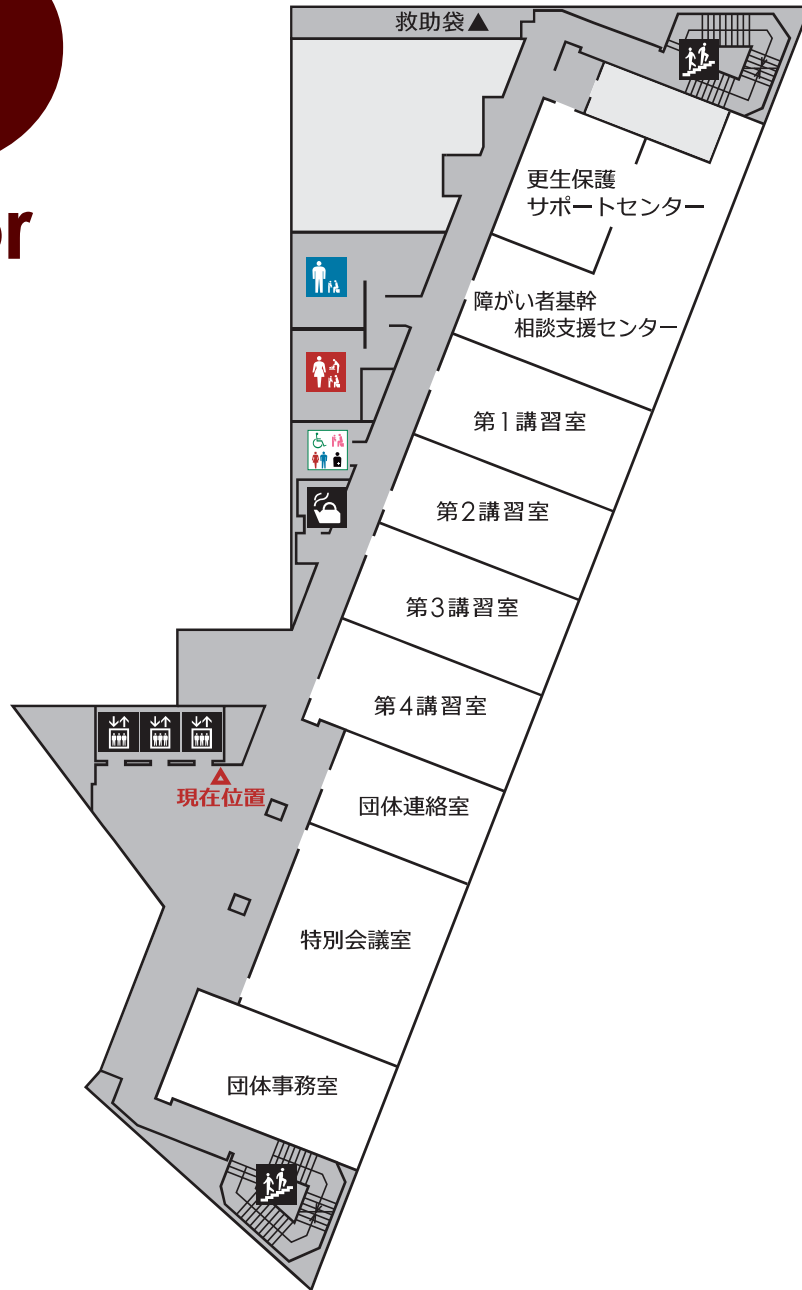 救助袋▲
更生保護
サポートセンター
障がい者基幹
相談支援センター
第1講習室
第2講習室
第3講習室
第4講習室
現在位置
団体連絡室
特別会議室
団体事務室